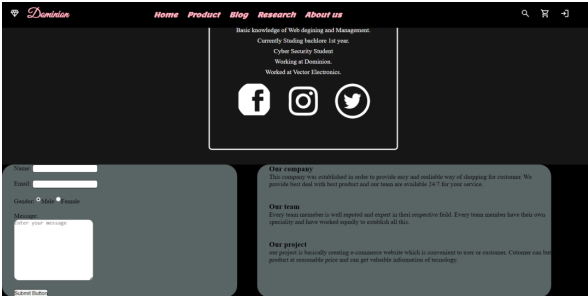 Dominion
Home Product Blog Research About us
Basic knowledge of Web degining and Management.
Currently Studing bachlore 1st year.
Cyber Security Student
Working at Dominion.
Worked at Vector Electronics.
Name:
Email:
Gender: Male Female
Message:
Enter your message
Submit Button
Our company
This company was established in order to provide easy and realiable way of shopping for customer. We
provide best deal with best product and our team are available 24/7 for your service
Our team
Every team memeber is well reputed and expert in their respective field. Every team member have their own
speciality and have worked equally to establish all this.
Our project
our project is basically creating e-commerce website which is convenient to user or customer. Cutomer can buy
product at reasonable price and can get valuable information of tecnology.